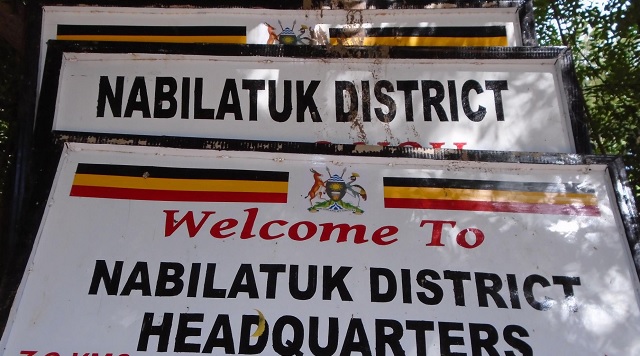 NABILATUK DISTRICT
Welcome To
NABILATUK DISTRICT
HEADQUARTERS